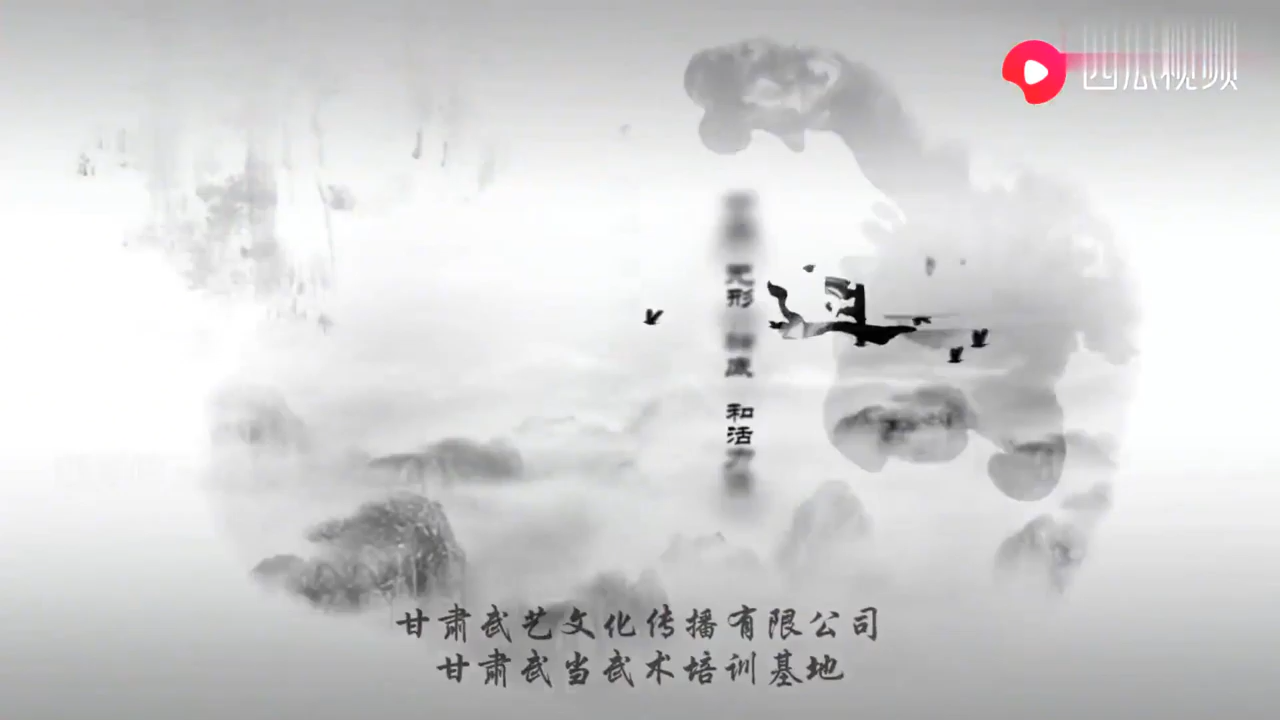 西瓜视频
无形
和活力
甘肃武艺文化传播有限公司
甘肃武当武术培训基地